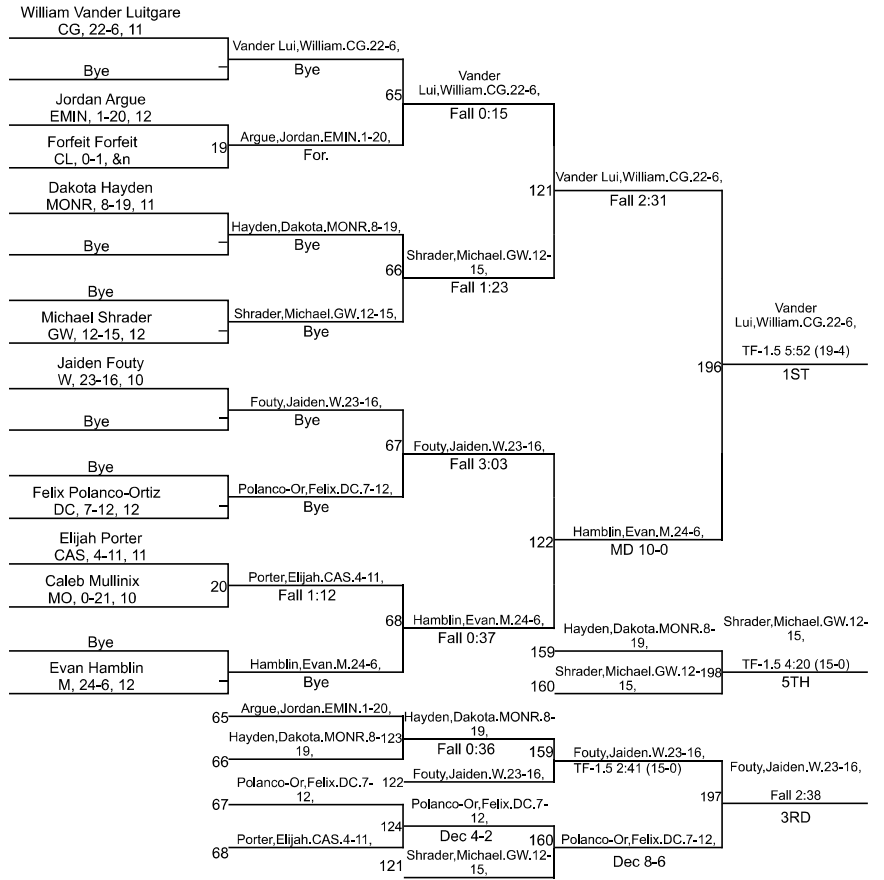 William Vander Luitgare
CG, 22-6, 11
Bye
Jordan Argue
EMIN, 1-20, 12
Forfeit Forfeit
CL, 0-1, &n
Dakota Hayden
MONR, 8-19, 11
Bye
Bye
Michael Shrader
GW, 12-15, 12
Jaiden Fouty
W, 23-16, 10
Bye
Bye
Felix Polanco-Ortiz
DC, 7-12, 12
Elijah Porter
CAS, 4-11, 11
Caleb Mullinix
MO, 0-21, 10
Bye
Evan Hamblin
M, 24-6, 12
Vander Lui,William.CG.22-6,
Bye
19
Argue,Jordan.EMIN.1-20,
For.
Hayden,Dakota.MONR.8-19,
Bye
Shrader,Michael.GW.12-15,
Bye
Fouty,Jaiden.W.23-16,
Bye
Polanco-Or,Felix.DC.7-12,
Bye
20
Porter,Elijah.CAS.4-11,
Fall 1:12
Hamblin,Evan.M.24-6,
Bye
65
Vander
Lui,William.CG.22-6,
Fall 0:15
66
Shrader,Michael.GW.12-
15,
Fall 1:23
67
Fouty,Jaiden.W.23-16,
Fall 3:03
68
Hamblin,Evan.M.24-6,
Fall 0:37
121
Vander Lui,William.CG.22-6,
Fall 2:31
122
Hamblin,Evan.M.24-6,
MD 10-0
196
Vander
Lui,William.CG.22-6,
TF-1.5 5:52 (19-4)
1ST
159
Hayden,Dakota.MONR.8-
19,
160
Shrader,Michael.GW.12-
15,
198
Shrader,Michael.GW.12-
15,
TF-1.5 4:20 (15-0)
5TH
65
Argue,Jordan.EMIN.1-20,
66
Hayden,Dakota.MONR.8-
19,
123
Hayden,Dakota.MONR.8-
19,
Fall 0:36
122
Fouty,Jaiden.W.23-16,
159
Fouty,Jaiden.W.23-16,
TF-1.5 2:41 (15-0)
67
Polanco-Or,Felix.DC.7-
12,
68
Porter,Elijah.CAS.4-11,
124
Polanco-Or,Felix.DC.7-
12,
Dec 4-2
121
Shrader,Michael.GW.12-
15,
160
Polanco-Or,Felix.DC.7-12,
Dec 8-6
197
Fouty,Jaiden.W.23-16,
Fall 2:38
3RD